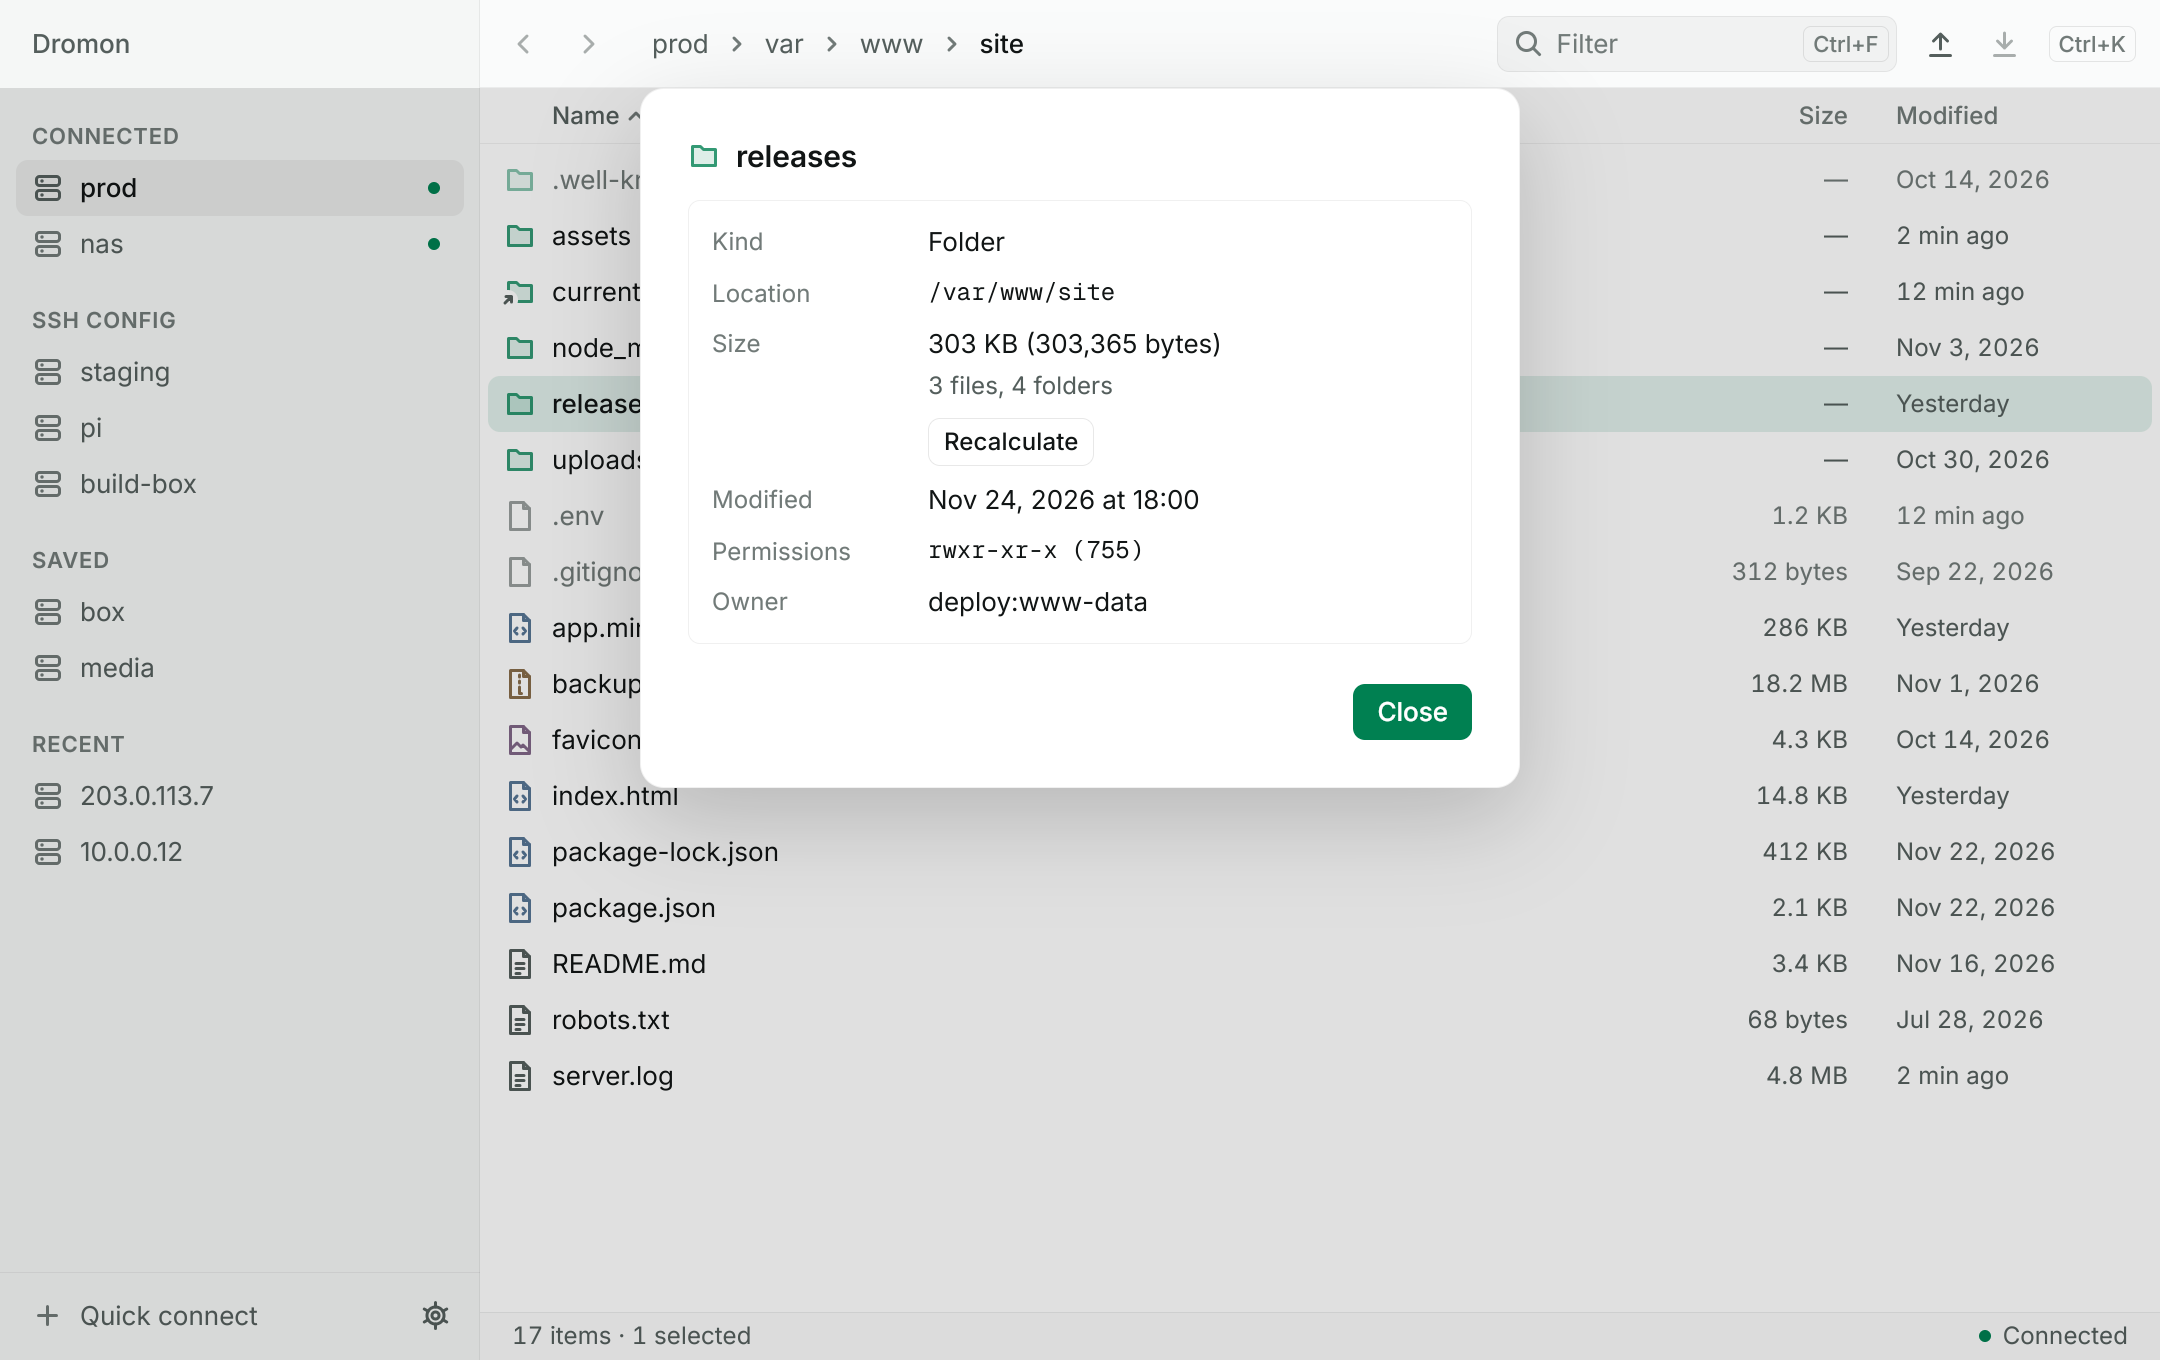 Dromon
prod › var › www › site
Filter Ctrl+F
Ctrl+K
CONNECTED
prod
nas
SSH CONFIG
staging
pi
build-box
SAVED
box
media
RECENT
203.0.113.7
10.0.0.12
Quick connect
Name Size Modified
— Oct 14, 2026
assets — 2 min ago
current — 12 min ago
— Nov 3, 2026
— Yesterday
— Oct 30, 2026
.env 1.2 KB 12 min ago
312 bytes Sep 22, 2026
286 KB Yesterday
backup 18.2 MB Nov 1, 2026
favicon 4.3 KB Oct 14, 2026
index.html 14.8 KB Yesterday
package-lock.json 412 KB Nov 22, 2026
package.json 2.1 KB Nov 22, 2026
README.md 3.4 KB Nov 16, 2026
robots.txt 68 bytes Jul 28, 2026
server.log 4.8 MB 2 min ago
17 items · 1 selected
Connected
releases
Kind Folder
Location /var/www/site
Size 303 KB (303,365 bytes)
3 files, 4 folders
Recalculate
Modified Nov 24, 2026 at 18:00
Permissions rwxr-xr-x (755)
Owner deploy:www-data
Close